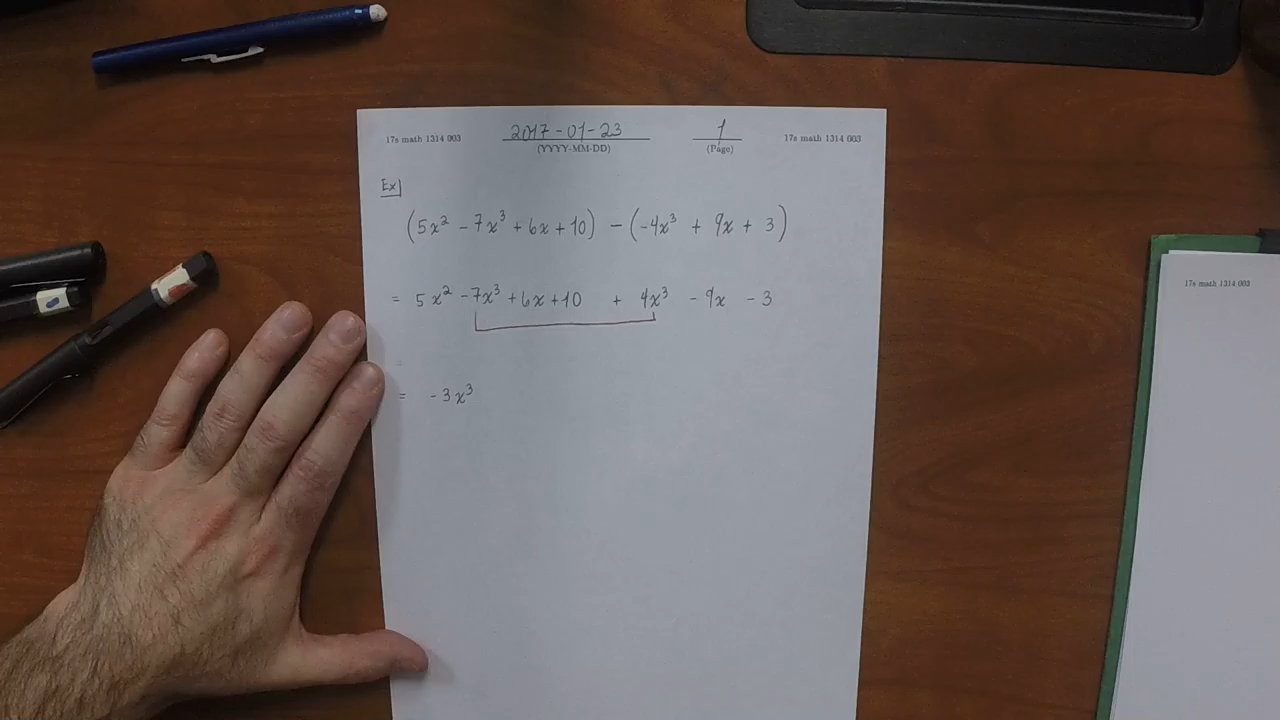 17s math 1314 003 2017-01-23 1 17s math 1314 003
(YYYY-MM-DD) (Page)
Ex]
(5x² - 7x³ + 6x + 10) - (-4x³ + 9x + 3)
= 5x² - 7x³ + 6x + 10 + 4x³ - 9x - 3
= -3x³
17s math 1314 003